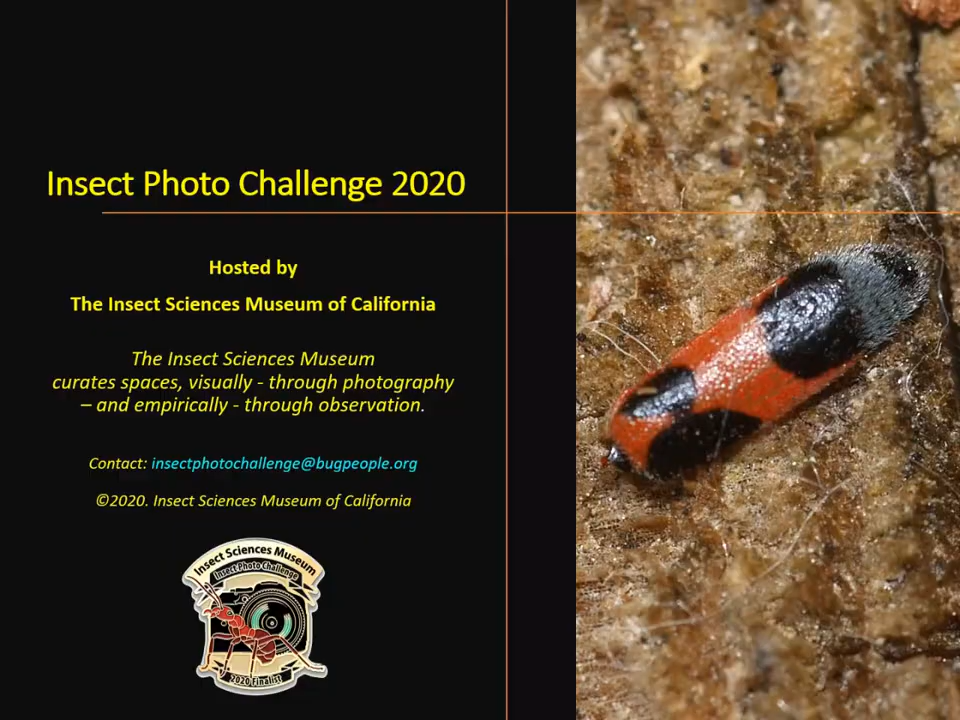 Insect Photo Challenge 2020
Hosted by
The Insect Sciences Museum of California
The Insect Sciences Museum
curates spaces, visually - through photography
– and empirically - through observation.
Contact: insectphotochallenge@bugpeople.org
©2020. Insect Sciences Museum of California
Insect Sciences Museum
Insect Photo Challenge
2020 Finalist